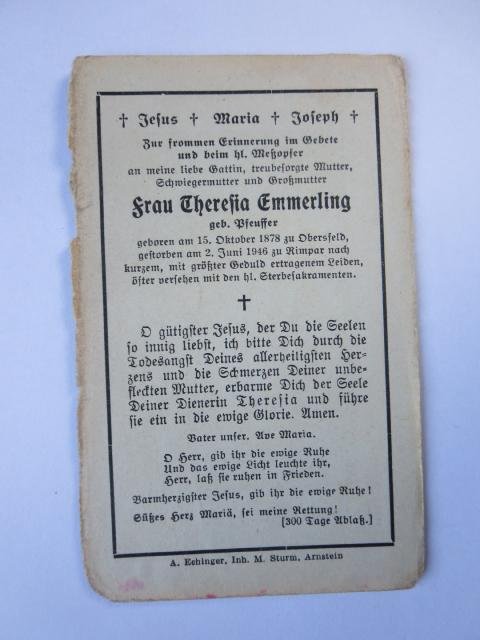 † Jesus † Maria † Joseph †
Zur frommen Erinnerung im Gebete
und beim hl. Meßopfer
an meine liebe Gattin, treubesorgte Mutter,
Schwiegermutter und Großmutter
Frau Theresia Emmerling
geb. Pfeuffer
geboren am 15. Oktober 1878 zu Obersfeld,
gestorben am 2. Juni 1946 zu Rimpar nach
kurzem, mit größter Geduld ertragenem Leiden,
öfter versehen mit den hl. Sterbesakramenten.
†
O gütigster Jesus, der Du die Seelen
so innig liebst, ich bitte Dich durch die
Todesangst Deines allerheiligsten Her-
zens und die Schmerzen Deiner unbe-
fleckten Mutter, erbarme Dich der Seele
Deiner Dienerin Theresia und führe
sie ein in die ewige Glorie. Amen.
Vater unser. Ave Maria.
O Herr, gib ihr die ewige Ruhe
Und das ewige Licht leuchte ihr,
Herr, laß sie ruhen in Frieden.
Barmherzigster Jesus, gib ihr die ewige Ruhe!
Süßes Herz Mariä, sei meine Rettung!
[300 Tage Ablaß.]
A. Echinger, Inh. M. Sturm, Arnstein